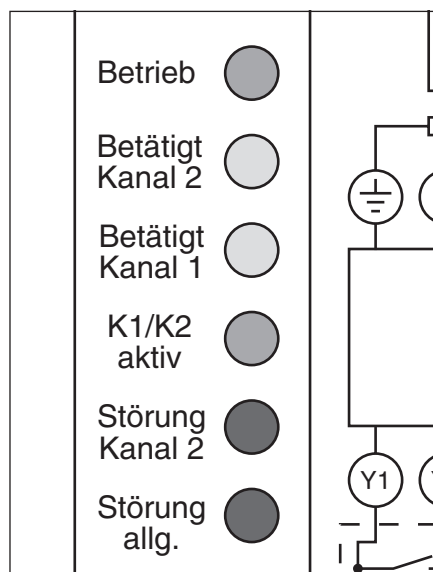 Betrieb
Betätigt
Kanal 2
Betätigt
Kanal 1
K1/K2
aktiv
Störung
Kanal 2
Störung
allg.
Y1